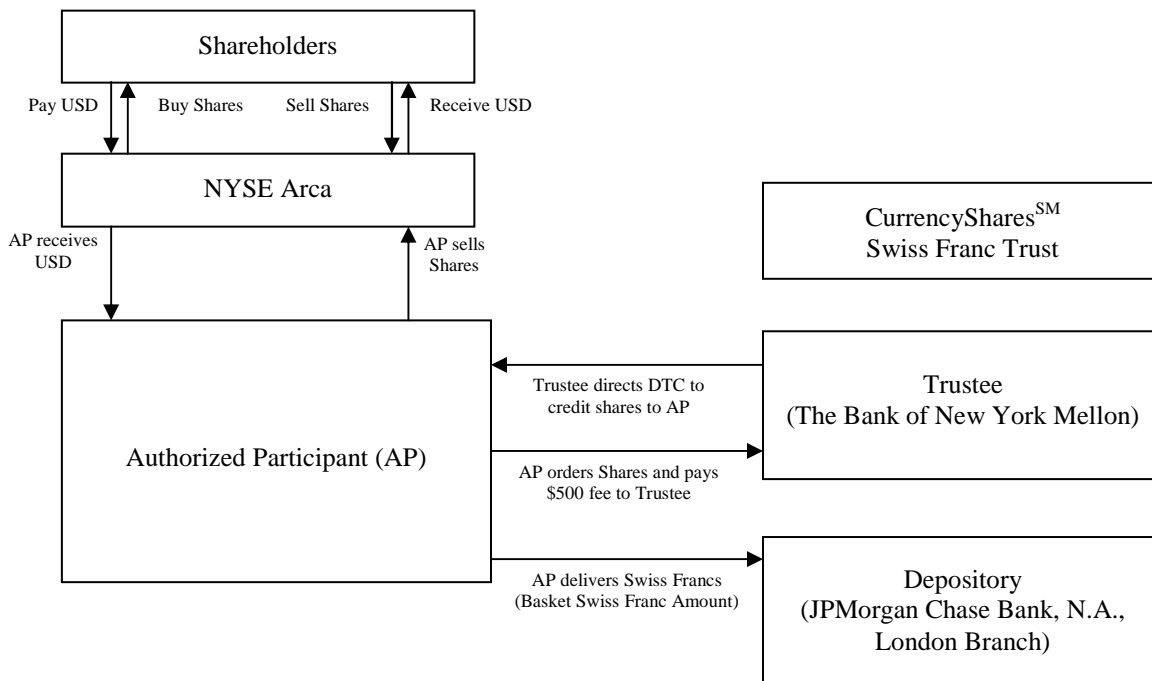 Shareholders
Pay USD
Buy Shares
Sell Shares
Receive USD
NYSE Arca
AP receives
USD
AP sells
Shares
CurrencyShares^SM
Swiss Franc Trust
Authorized Participant (AP)
Trustee directs DTC to
credit shares to AP
AP orders Shares and pays
$500 fee to Trustee
AP delivers Swiss Francs
(Basket Swiss Franc Amount)
Trustee
(The Bank of New York Mellon)
Depository
(JPMorgan Chase Bank, N.A.,
London Branch)